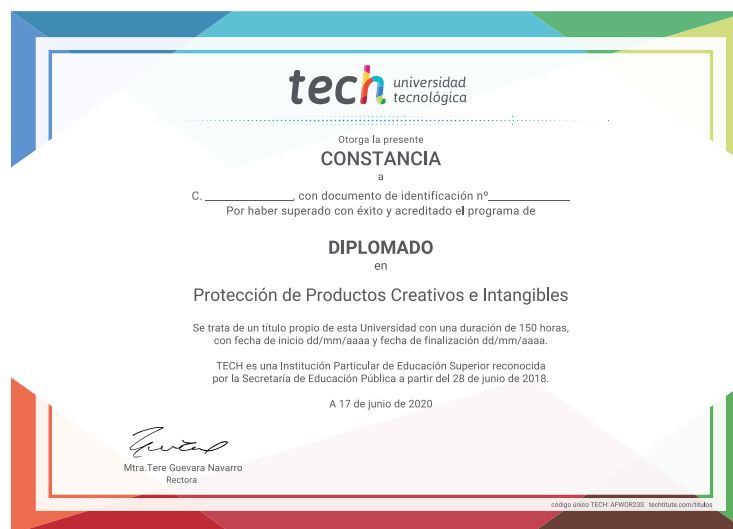 tech universidad
tecnológica
Otorga la presente
CONSTANCIA
a
C. ______________, con documento de identificación nº______________
Por haber superado con éxito y acreditado el programa de
DIPLOMADO
en
Protección de Productos Creativos e Intangibles
Se trata de un título propio de esta Universidad con una duración de 150 horas,
con fecha de inicio dd/mm/aaaa y fecha de finalización dd/mm/aaaa.
TECH es una Institución Particular de Educación Superior reconocida
por la Secretaría de Educación Pública a partir del 28 de junio de 2018.
A 17 de junio de 2020
Mtra.Tere Guevara Navarro
Rectora
código único TECH: AFWOR23S techtitute.com/titulos